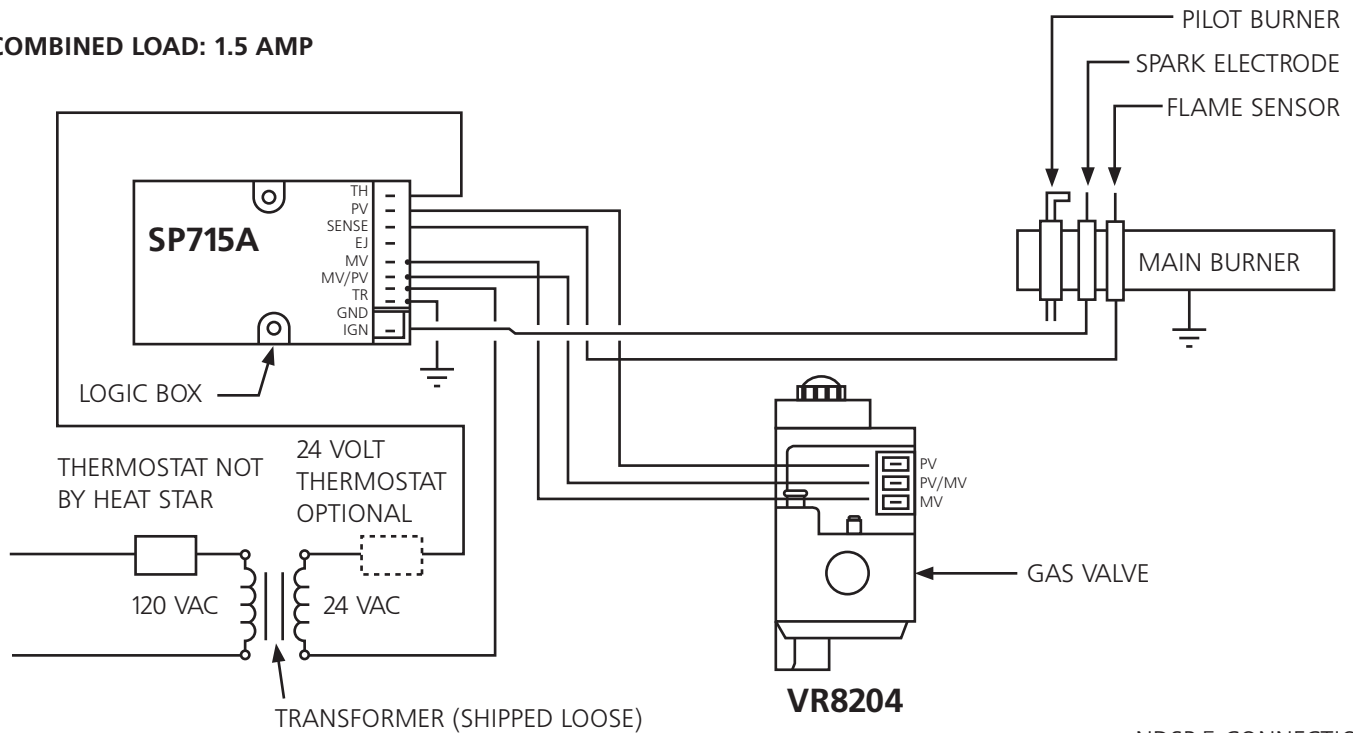 COMBINED LOAD: 1.5 AMP
PILOT BURNER
SPARK ELECTRODE
FLAME SENSOR
SP715A
TH
PV
SENSE
EJ
MV
MV/PV
TR
GND
IGN
MAIN BURNER
LOGIC BOX
THERMOSTAT NOT
BY HEAT STAR
24 VOLT
THERMOSTAT
OPTIONAL
PV
PV/MV
MV
GAS VALVE
120 VAC
24 VAC
VR8204
TRANSFORMER (SHIPPED LOOSE)